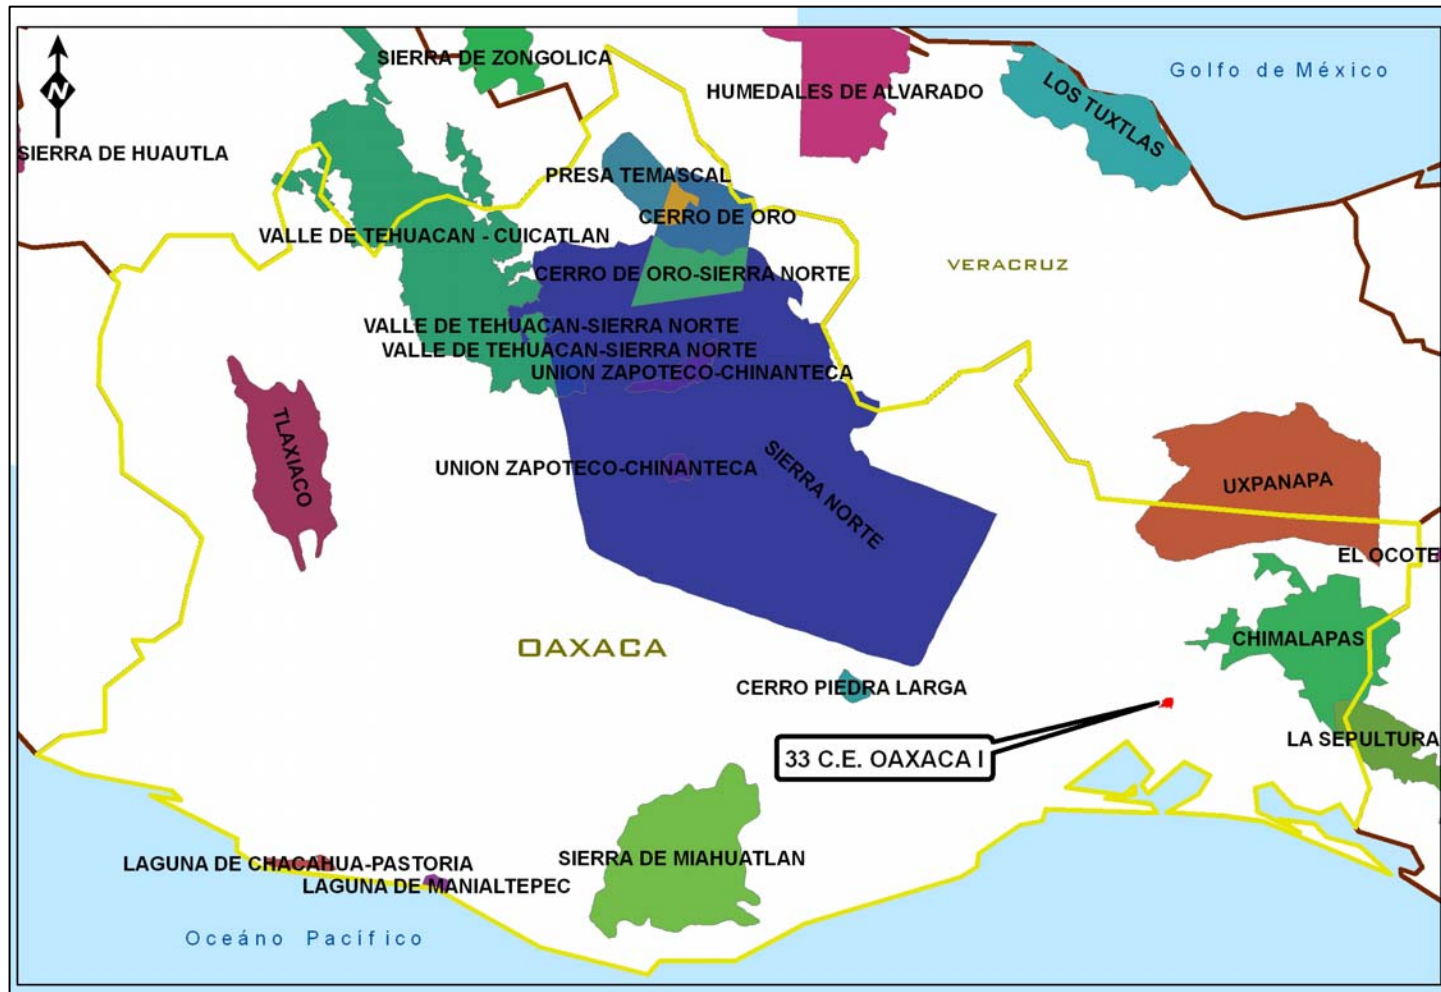 N
SIERRA DE ZONGOLICA
HUMEDALES DE ALVARADO
Golfo de México
LOS TUXTLAS
SIERRA DE HUAUTLA
PRESA TEMASCAL
CERRO DE ORO
VALLE DE TEHUACAN - CUICATLAN
CERRO DE ORO-SIERRA NORTE
VERACRUZ
VALLE DE TEHUACAN-SIERRA NORTE
VALLE DE TEHUACAN-SIERRA NORTE
UNION ZAPOTECO-CHINANTECA
TLAXIACO
UNION ZAPOTECO-CHINANTECA
SIERRA NORTE
UXPANAPA
EL OCOTE
OAXACA
CHIMALAPAS
CERRO PIEDRA LARGA
LA SEPULTURA
33 C.E. OAXACA I
SIERRA DE MIAHUATLAN
LAGUNA DE CHACAHUA-PASTORIA
LAGUNA DE MANIALTEPEC
Oceáno Pacífico